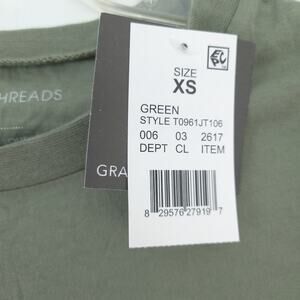 HREADS
SIZE
XS
GREEN
STYLE T0961JT106
006 03 2617
DEPT CL ITEM
GRA
8 29576 27919 7